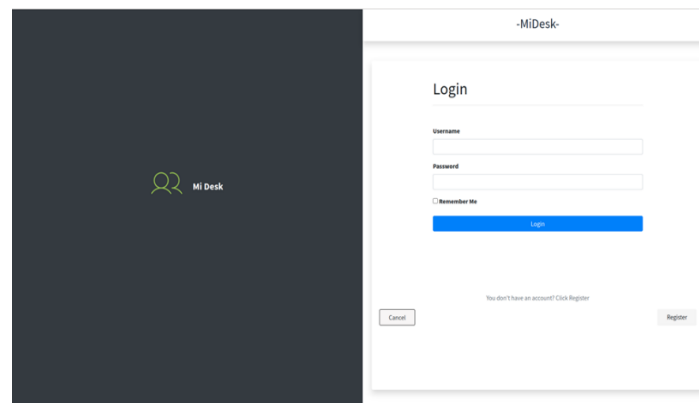 -MiDesk-
Mi Desk
Login
Username
Password
Remember Me
Login
You don't have an account? Click Register
Cancel
Register